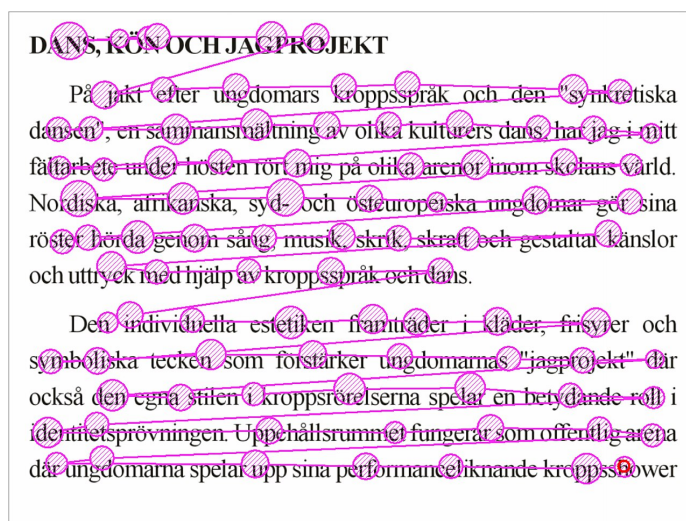 DANS, KÖN OCH JAGPROJEKT
På jakt efter ungdomars kroppsspråk och den "synkretiska
dansen", en sammansmältning av olika kulturers dans, har jag i mitt
fältarbete under hösten rört mig på olika arenor inom skolans värld.
Nordiska, afrikanska, syd- och östeuropeiska ungdomar gör sina
röster hörda genom sång, musik, skrik, skratt och gestaltar känslor
och uttryck med hjälp av kroppsspråk och dans.
Den individuella estetiken framträder i kläder, frisyrer och
symboliska tecken som förstärker ungdomarnas "jagprojekt" där
också den egna stilen i kroppsrörelserna spelar en betydande roll i
identitetsprövningen. Uppehållsrummet fungerar som offentlig arena
där ungdomarna spelar upp sina performanceliknande kroppsshower